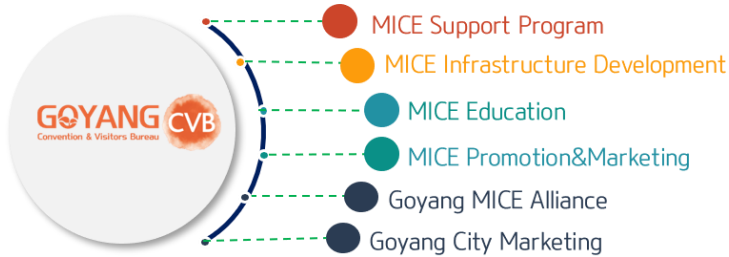 GOYANG CVB
Convention & Visitors Bureau
MICE Support Program
MICE Infrastructure Development
MICE Education
MICE Promotion&Marketing
Goyang MICE Alliance
Goyang City Marketing